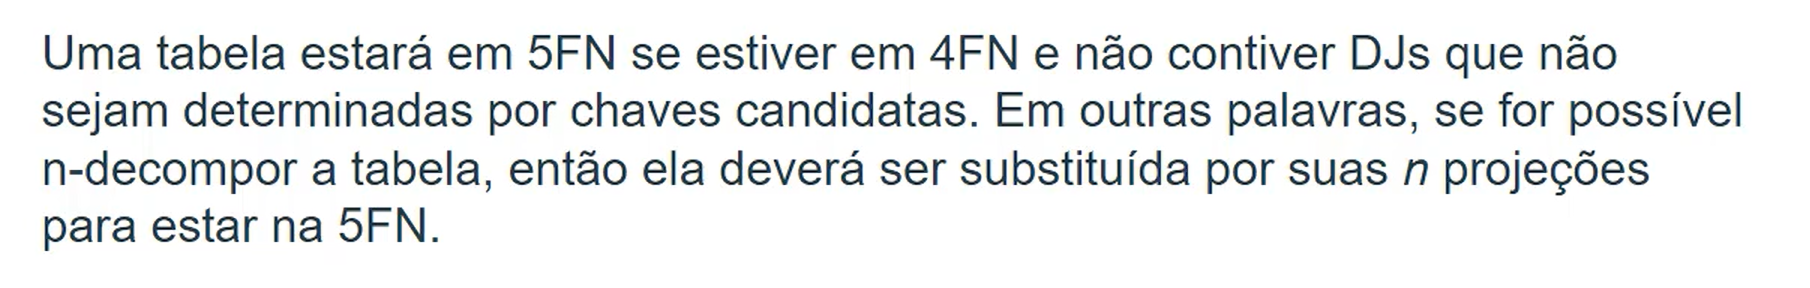 Uma tabela estará em 5FN se estiver em 4FN e não contiver DJs que não
sejam determinadas por chaves candidatas. Em outras palavras, se for possível
n-decompor a tabela, então ela deverá ser substituída por suas n projeções
para estar na 5FN.